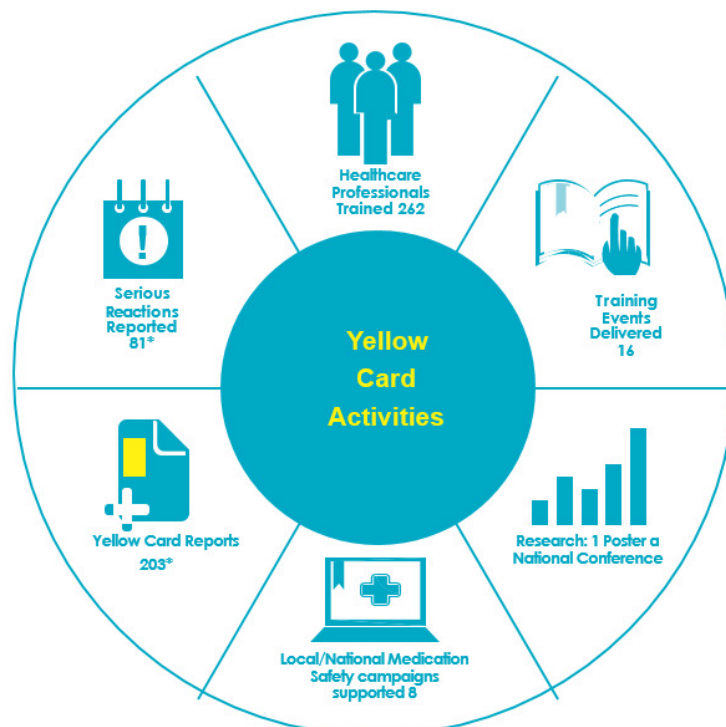 Healthcare
Professionals
Trained 262
Training
Events
Delivered
16
Research: 1 Poster a
National Conference
Local/National Medication
Safety campaigns
supported 8
Yellow Card Reports
203*
Serious
Reactions
Reported
81*
Yellow
Card
Activities